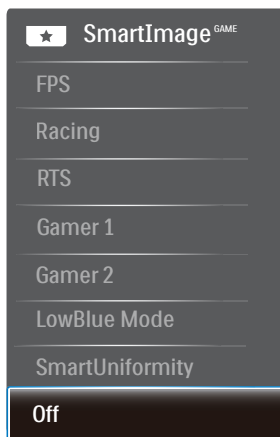 SmartImage GAME
FPS
Racing
RTS
Gamer 1
Gamer 2
LowBlue Mode
SmartUniformity
Off